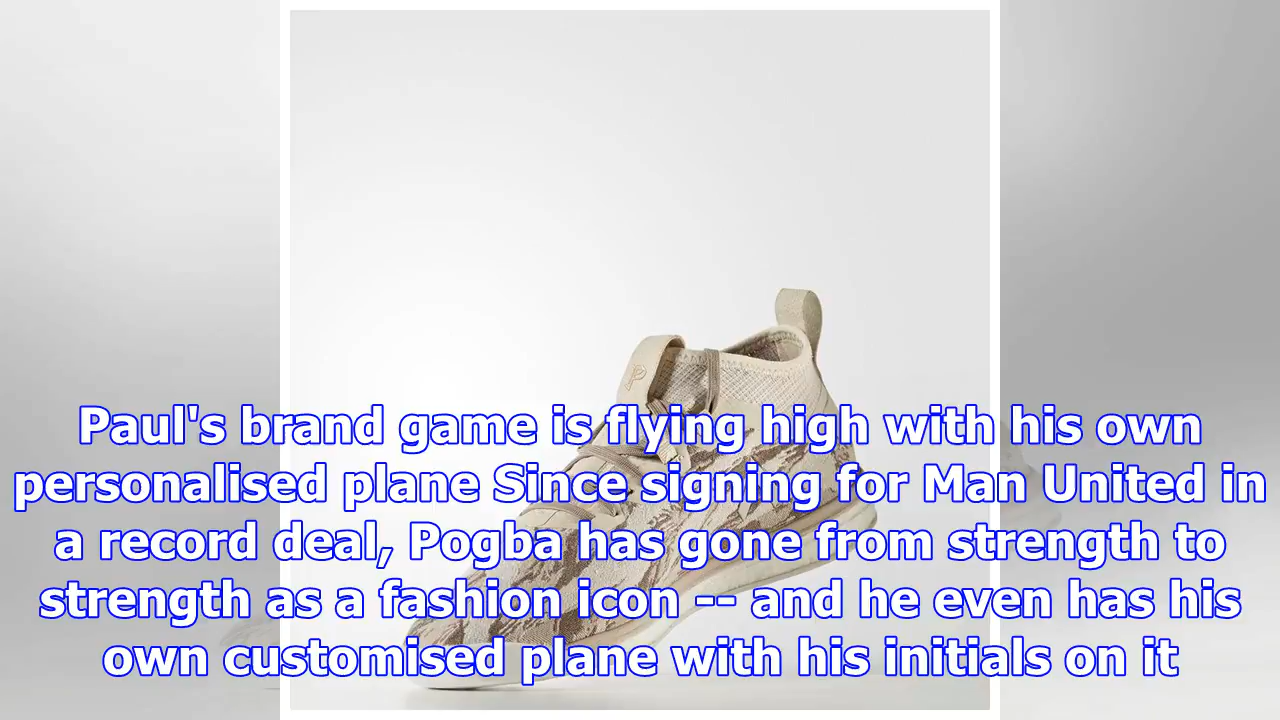 Paul's brand game is flying high with his own
personalised plane Since signing for Man United in
a record deal, Pogba has gone from strength to
strength as a fashion icon -- and he even has his
own customised plane with his initials on it